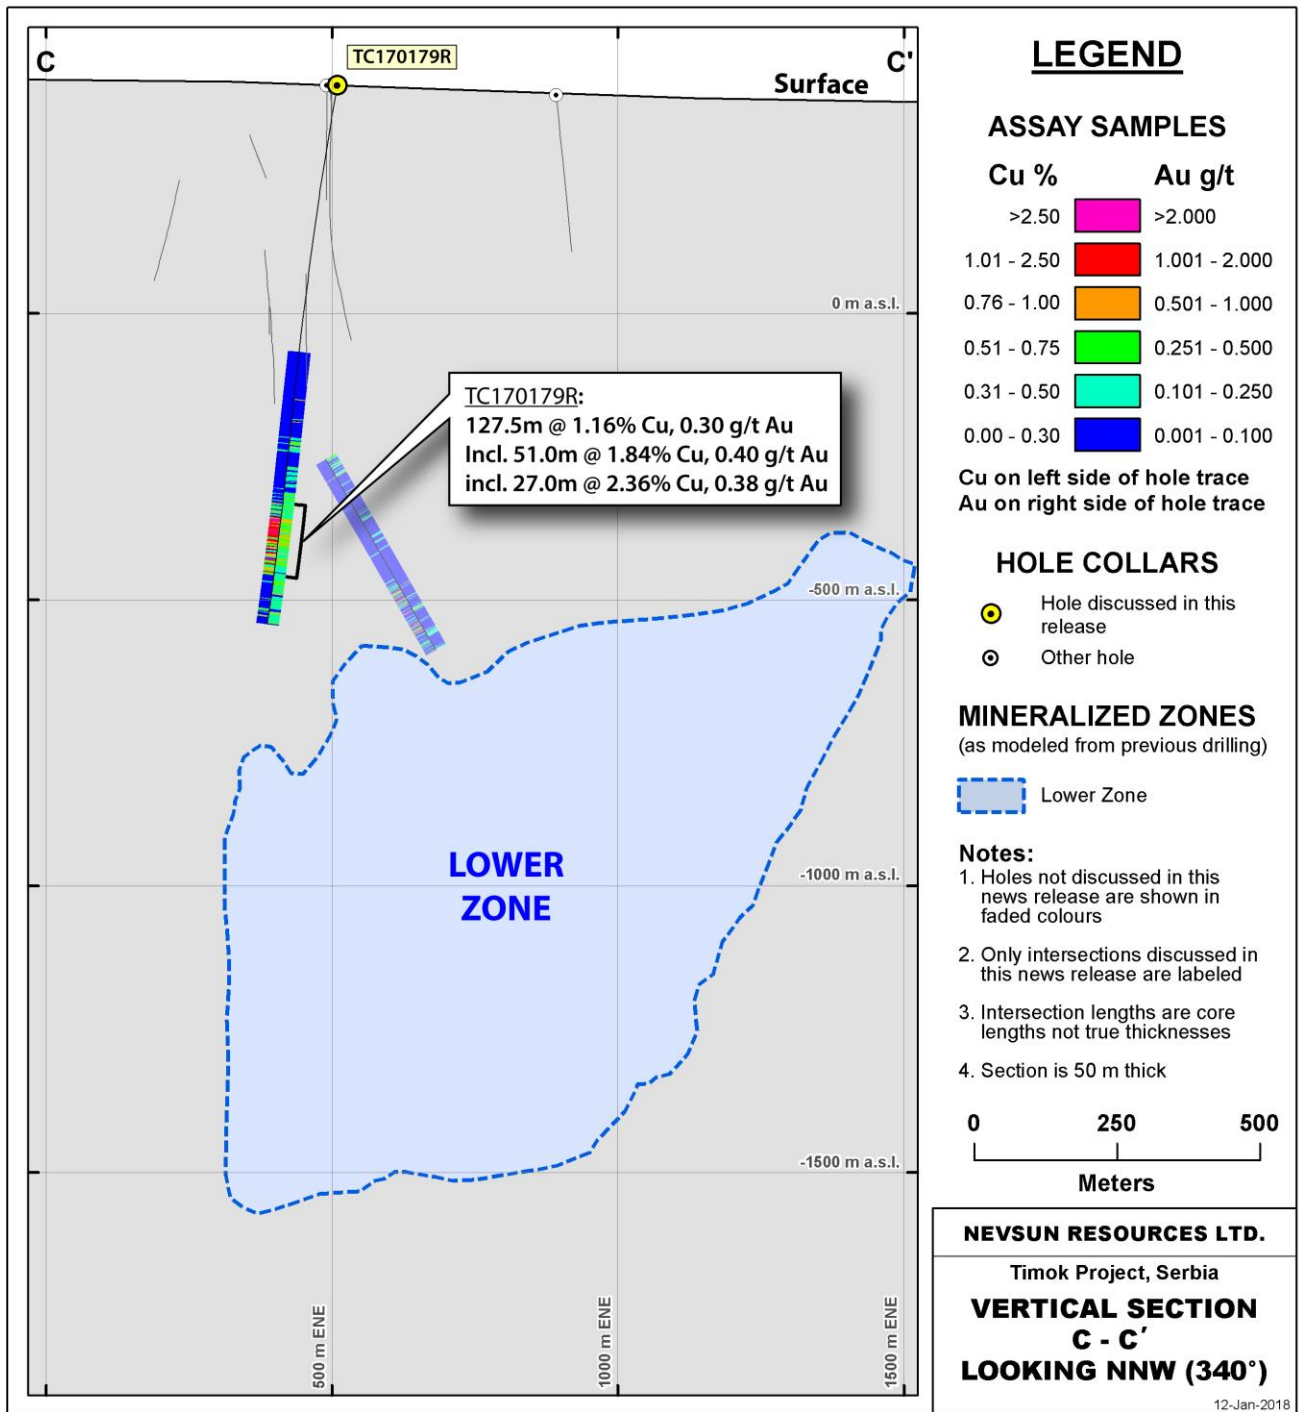 C
TC170179R
C'
Surface
0 m a.s.l.
TC170179R:
127.5m @ 1.16% Cu, 0.30 g/t Au
Incl. 51.0m @ 1.84% Cu, 0.40 g/t Au
incl. 27.0m @ 2.36% Cu, 0.38 g/t Au
-500 m a.s.l.
LOWER
ZONE
-1000 m a.s.l.
-1500 m a.s.l.
500 m ENE
1000 m ENE
1500 m ENE
LEGEND
ASSAY SAMPLES
Cu % Au g/t
>2.50 >2.000
1.01 - 2.50 1.001 - 2.000
0.76 - 1.00 0.501 - 1.000
0.51 - 0.75 0.251 - 0.500
0.31 - 0.50 0.101 - 0.250
0.00 - 0.30 0.001 - 0.100
Cu on left side of hole trace
Au on right side of hole trace
HOLE COLLARS
Hole discussed in this
release
Other hole
MINERALIZED ZONES
(as modeled from previous drilling)
Lower Zone
Notes:
1. Holes not discussed in this
news release are shown in
faded colours
2. Only intersections discussed in
this news release are labeled
3. Intersection lengths are core
lengths not true thicknesses
4. Section is 50 m thick
0 250 500
Meters
NEVSUN RESOURCES LTD.
Timok Project, Serbia
VERTICAL SECTION
C - C′
LOOKING NNW (340°)
12-Jan-2018